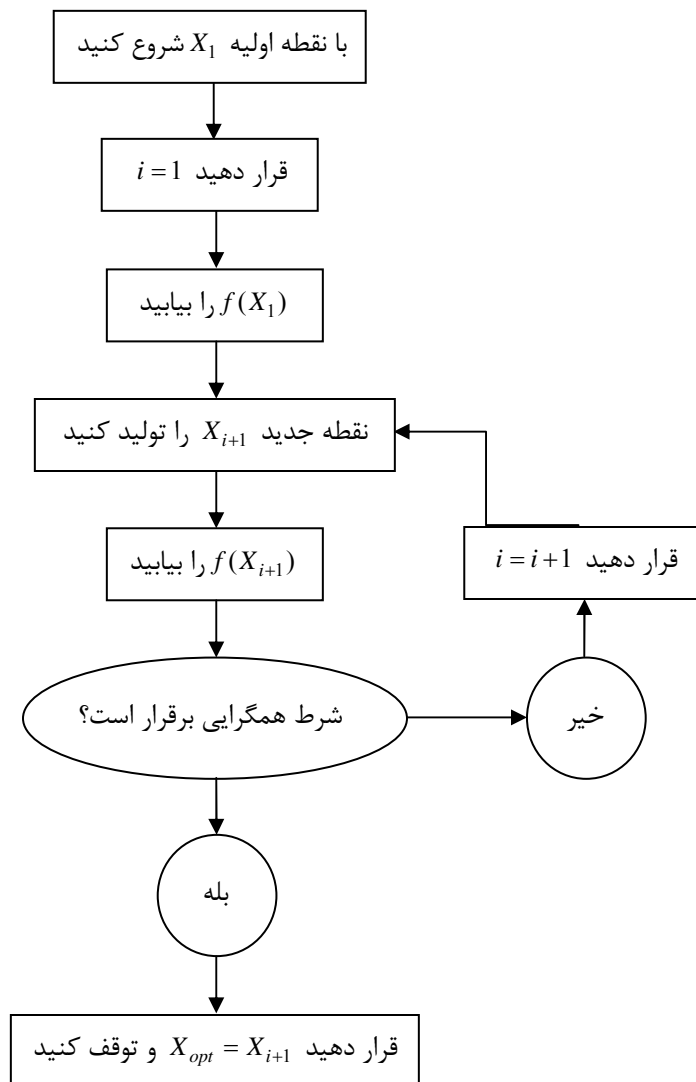 با نقطه اولیه X₁ شروع کنید
قرار دهید i = 1
f(X₁) را بیابید
نقطه جدید Xᵢ₊₁ را تولید کنید
f(Xᵢ₊₁) را بیابید
قرار دهید i = i+1
شرط همگرایی برقرار است؟
خیر
بله
قرار دهید Xₒₚₜ = Xᵢ₊₁ و توقف کنید